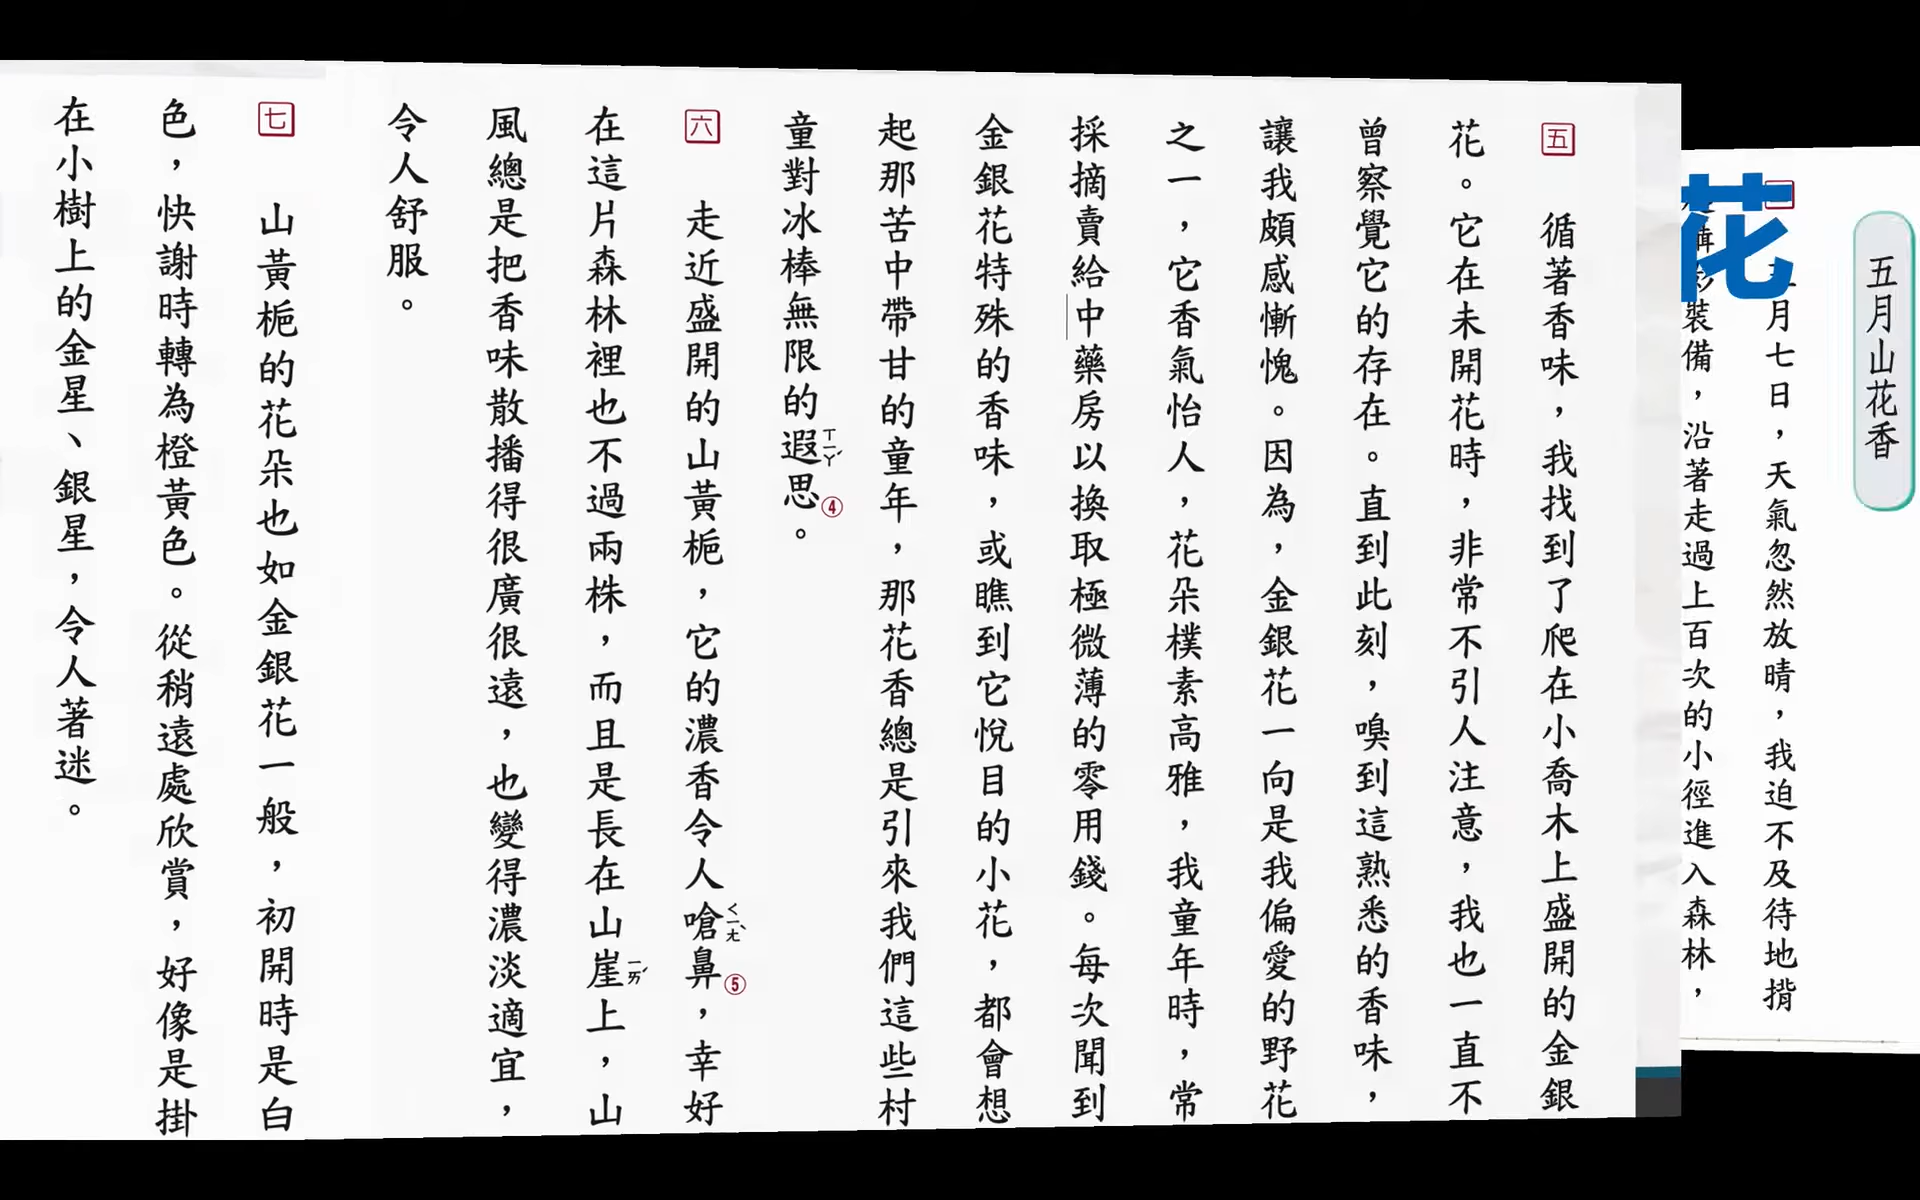 五月山花香
月七日，天氣忽然放晴，我迫不及待地揹
裝備，沿著走過上百次的小徑進入森林，
花
五　循著香味，我找到了爬在小喬木上盛開的金銀
花。它在未開花時，非常不引人注意，我也一直不
曾察覺它的存在。直到此刻，嗅到這熟悉的香味，
讓我頗感慚愧。因為，金銀花一向是我偏愛的野花
之一，它香氣怡人，花朵樸素高雅，我童年時，常
採摘賣給中藥房以換取極微薄的零用錢。每次聞到
金銀花特殊的香味，或瞧到它悅目的小花，都會想
起那苦中帶甘的童年，那花香總是引來我們這些村
童對冰棒無限的遐ㄒㄧㄚˊ思④。
六　走近盛開的山黃梔，它的濃香令人嗆ㄑㄧㄤˋ鼻⑤，幸好
在這片森林裡也不過兩株，而且是長在山崖ㄧㄞˊ上，山
風總是把香味散播得很廣很遠，也變得濃淡適宜，
令人舒服。
七　山黃梔的花朵也如金銀花一般，初開時是白
色，快謝時轉為橙黃色。從稍遠處欣賞，好像是掛
在小樹上的金星、銀星，令人著迷。